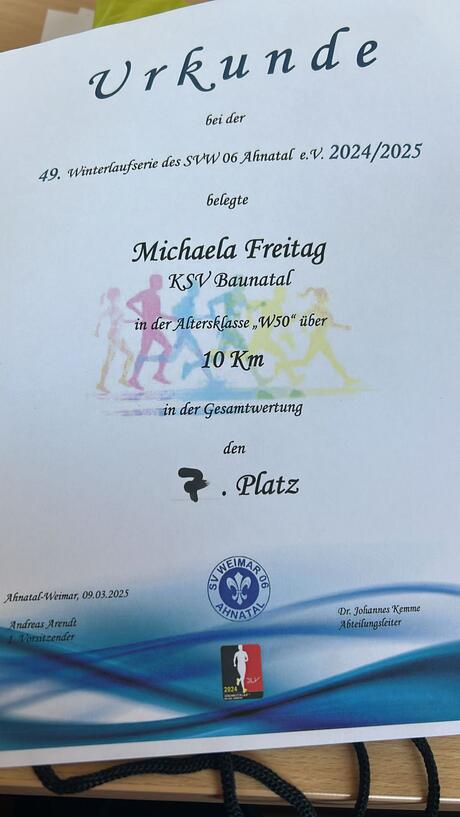 Urkunde
bei der
49. Winterlaufserie des SVW 06 Ahnatal e.V. 2024/2025
belegte
Michaela Freitag
KSV Baunatal
in der Altersklasse „W50“ über
10 Km
in der Gesamtwertung
den
7. Platz
SV WEIMAR 06
AHNATAL
Ahnatal-Weimar, 09.03.2025
Andreas Arendt
1. Vorsitzender
Dr. Johannes Kemme
Abteilungsleiter
DLV
2024